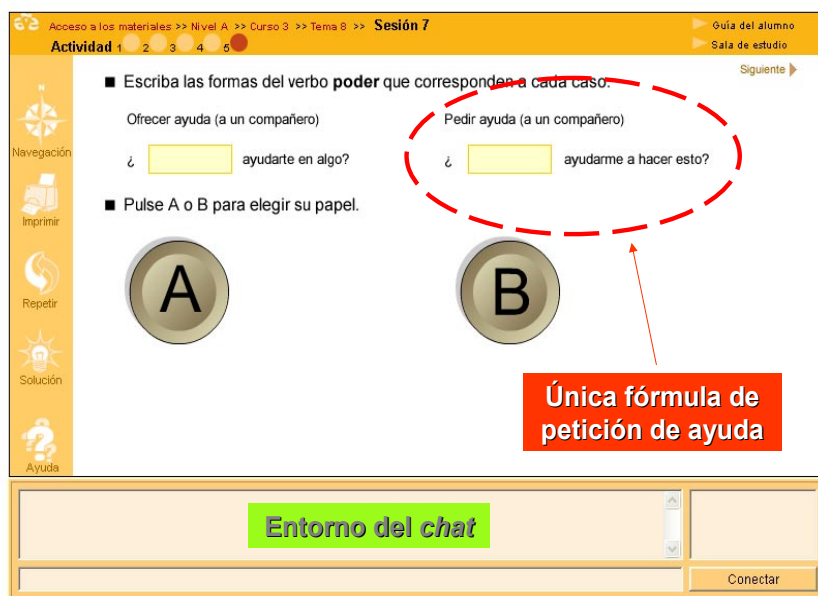 Acceso a los materiales >> Nivel A >> Curso 3 >> Tema 8 >> Sesión 7
Guía del alumno
Actividad 1 2 3 4 5
Sala de estudio
Siguiente
■ Escriba las formas del verbo poder que corresponden a cada caso.
Ofrecer ayuda (a un compañero)
Pedir ayuda (a un compañero)
¿ ayudarte en algo?
¿ ayudarme a hacer esto?
■ Pulse A o B para elegir su papel.
A
B
N
Navegación
Imprimir
Repetir
Solución
Ayuda
Única fórmula de
petición de ayuda
Entorno del chat
Conectar